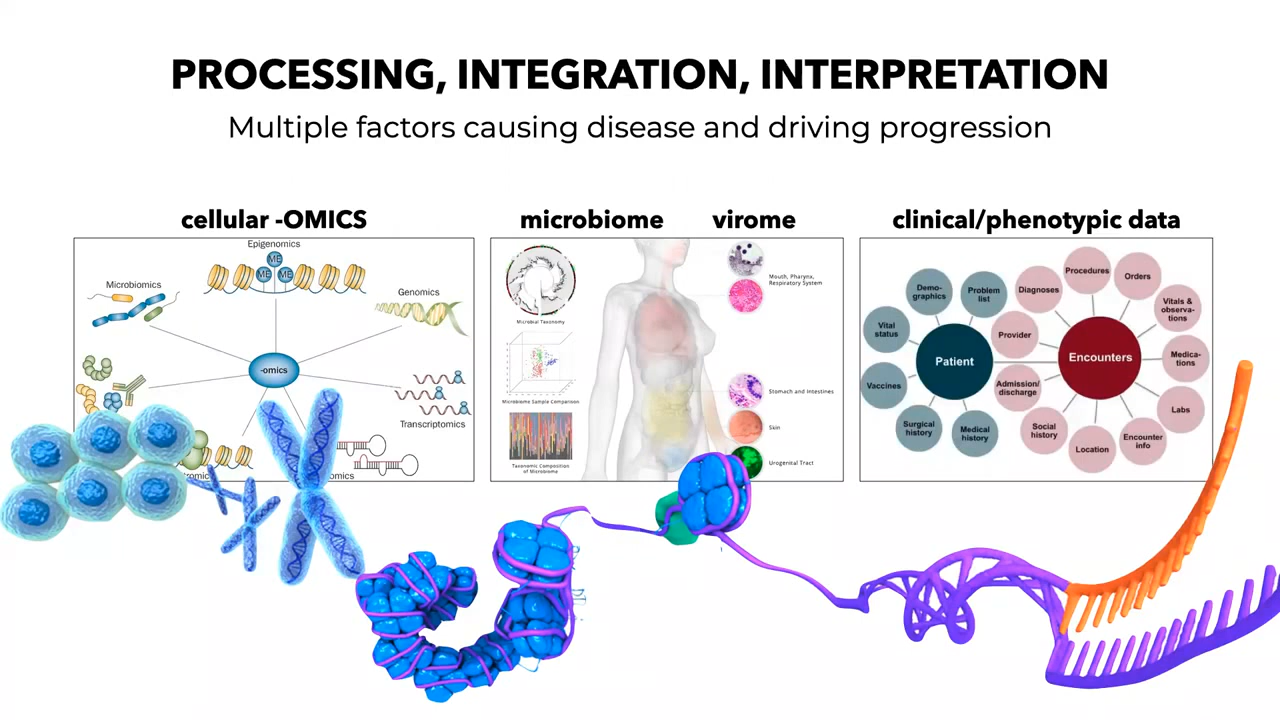 PROCESSING, INTEGRATION, INTERPRETATION
Multiple factors causing disease and driving progression
cellular -OMICS
microbiome
virome
clinical/phenotypic data
Epigenomics
ME
ME
ME
Microbiomics
Genomics
-omics
Transcriptomics
omics
Microbial Taxonomy
Microbiome Sample Comparison
Taxonomic Composition
of Microbiome
Mouth, Pharynx,
Respiratory System
Stomach and Intestines
Skin
Urogenital Tract
Demo-
graphics
Problem
list
Vital
status
Patient
Vaccines
Surgical
history
Medical
history
Procedures
Orders
Diagnoses
Vitals &
observa-
tions
Provider
Encounters
Medica-
tions
Admission/
discharge
Labs
Social
history
Encounter
info
Location